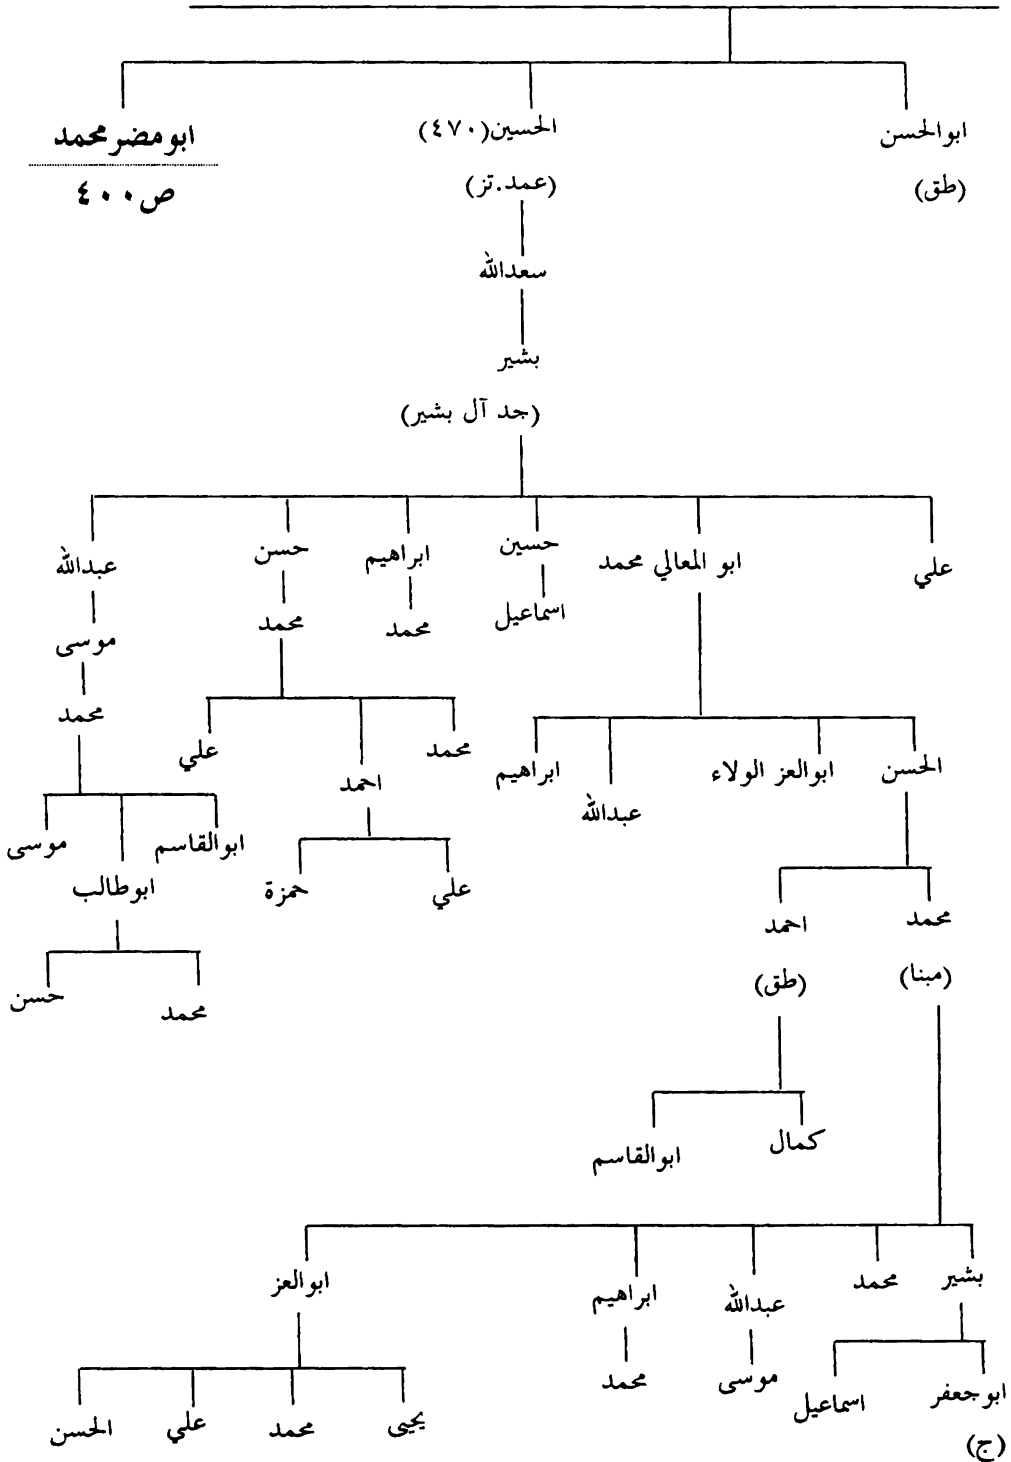 ابوالحسن الحسين(٤٧٠) ابومضرمحمد
(طق) (عمد.تز) ص٤٠٠
سعدالله
بشير
(جد آل بشير)
علي ابو المعالي محمد حسين ابراهيم حسن عبدالله
اسماعيل محمد محمد موسى
محمد
محمد احمد علي
الحسن ابوالعز الولاء عبدالله ابراهيم
ابوالقاسم ابوطالب موسى
علي حمزة
محمد احمد
محمد حسن
(مبنا) (طق)
كمال ابوالقاسم
بشير محمد عبدالله ابراهيم ابوالعز
ابوجعفر اسماعيل موسى محمد يحيى محمد علي الحسن
(ج)